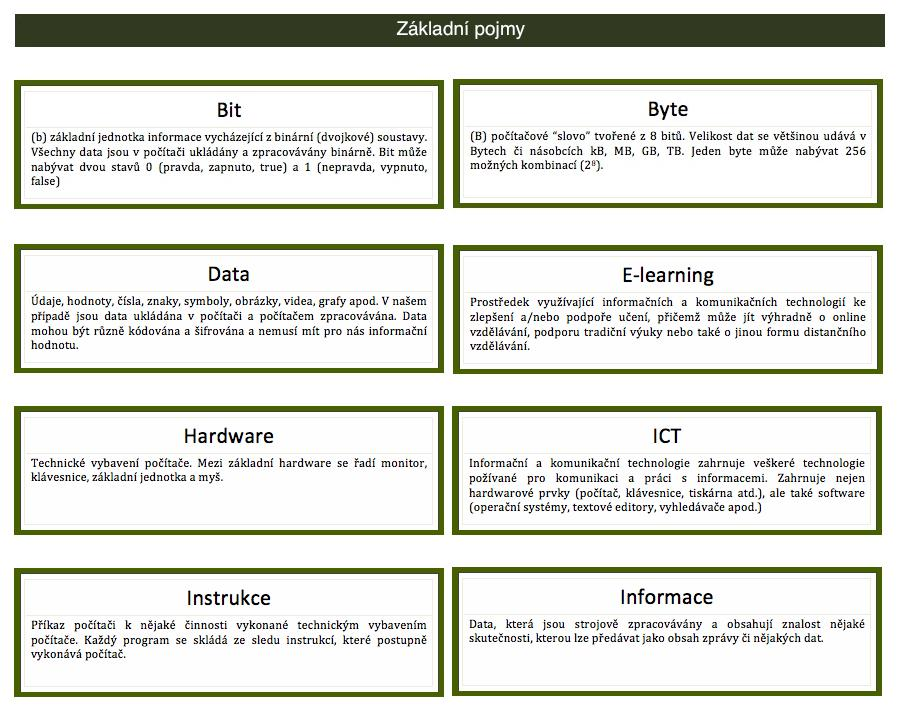 Základní pojmy
Bit
(b) základní jednotka informace vycházející z binární (dvojkové) soustavy.
Všechny data jsou v počítači ukládány a zpracovávány binárně. Bit může
nabývat dvou stavů 0 (pravda, zapnuto, true) a 1 (nepravda, vypnuto,
false)
Byte
(B) počítačové “slovo” tvořené z 8 bitů. Velikost dat se většinou udává v
Bytech či násobcích kB, MB, GB, TB. Jeden byte může nabývat 256
možných kombinací (2⁸).
Data
Údaje, hodnoty, čísla, znaky, symboly, obrázky, videa, grafy apod. V našem
případě jsou data ukládána v počítači a počítačem zpracovávána. Data
mohou být různě kódována a šifrována a nemusí mít pro nás informační
hodnotu.
E-learning
Prostředek využívající informačních a komunikačních technologií ke
zlepšení a/nebo podpoře učení, přičemž může jít výhradně o online
vzdělávání, podporu tradiční výuky nebo také o jinou formu distančního
vzdělávání.
Hardware
Technické vybavení počítače. Mezi základní hardware se řadí monitor,
klávesnice, základní jednotka a myš.
ICT
Informační a komunikační technologie zahrnuje veškeré technologie
požívané pro komunikaci a práci s informacemi. Zahrnuje nejen
hardwarové prvky (počítač, klávesnice, tiskárna atd.), ale také software
(operační systémy, textové editory, vyhledávače apod.)
Instrukce
Příkaz počítači k nějaké činnosti vykonané technickým vybavením
počítače. Každý program se skládá ze sledu instrukcí, které postupně
vykonává počítač.
Informace
Data, která jsou strojově zpracovávány a obsahují znalost nějaké
skutečnosti, kterou lze předávat jako obsah zprávy či nějakých dat.